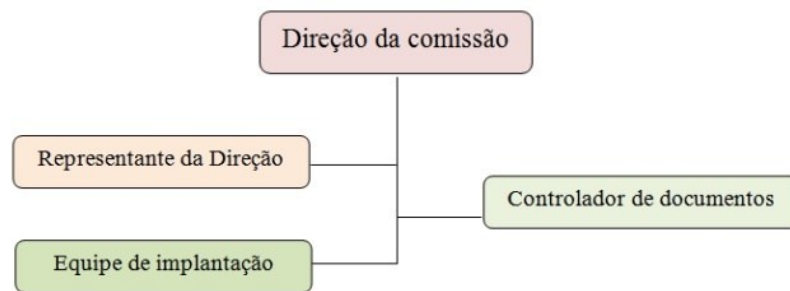 Direção da comissão
Representante da Direção
Controlador de documentos
Equipe de implantação